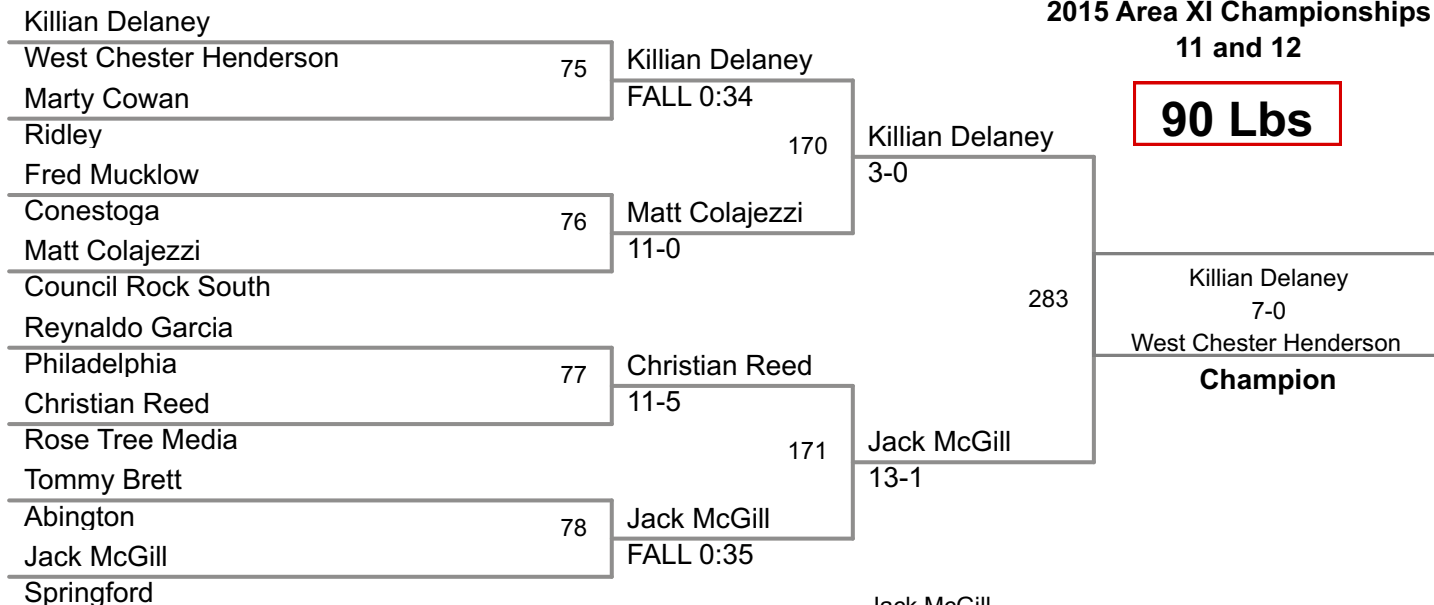 2015 Area XI Championships
11 and 12
90 Lbs
Killian Delaney
West Chester Henderson
75
Marty Cowan
Ridley
Fred Mucklow
Conestoga
76
Matt Colajezzi
Council Rock South
Reynaldo Garcia
Philadelphia
77
Christian Reed
Rose Tree Media
Tommy Brett
Abington
78
Jack McGill
Springford
Killian Delaney
FALL 0:34
170
Matt Colajezzi
11-0
Christian Reed
11-5
171
Jack McGill
FALL 0:35
Killian Delaney
3-0
283
Jack McGill
13-1
Killian Delaney
7-0
West Chester Henderson
Champion
Jack McGill